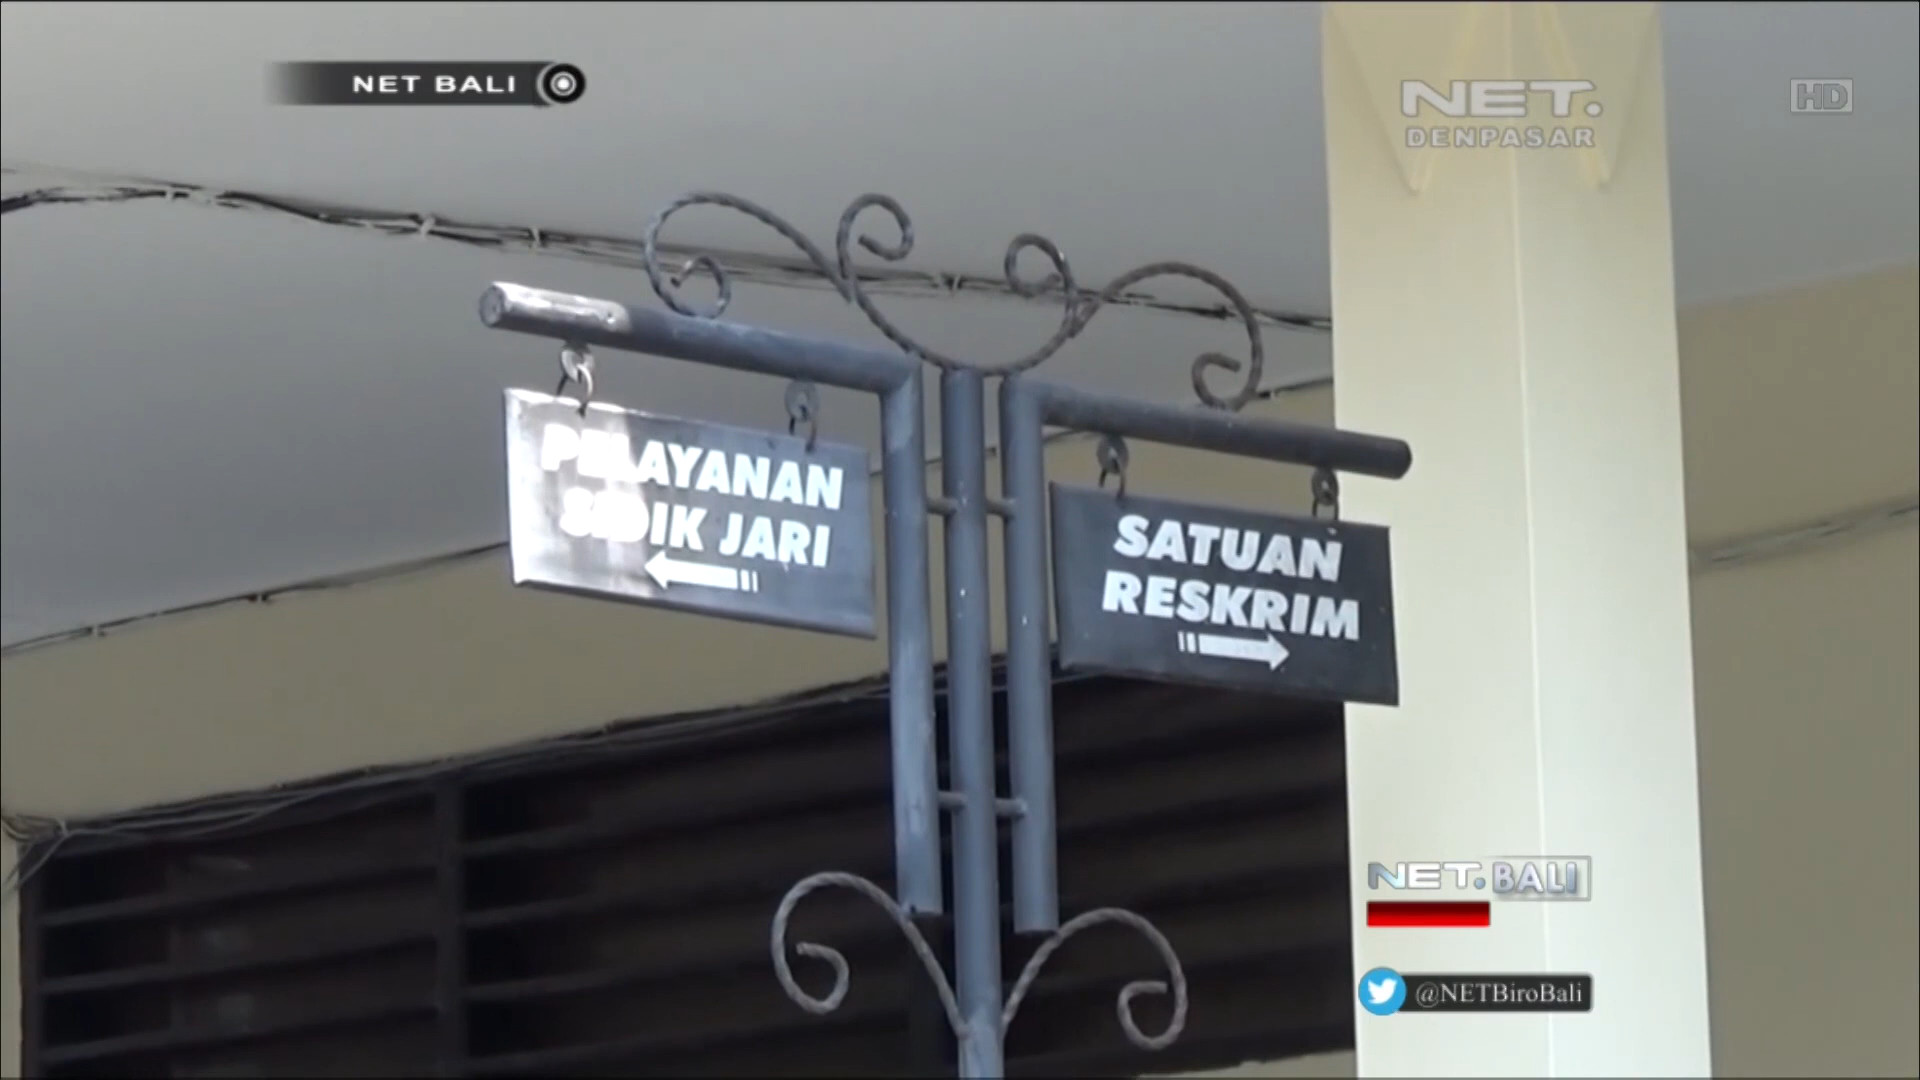 NET BALI
NET.
DENPASAR
HD
PELAYANAN
SIDIK JARI
SATUAN
RESKRIM
NET. BALI
@NETBiroBali